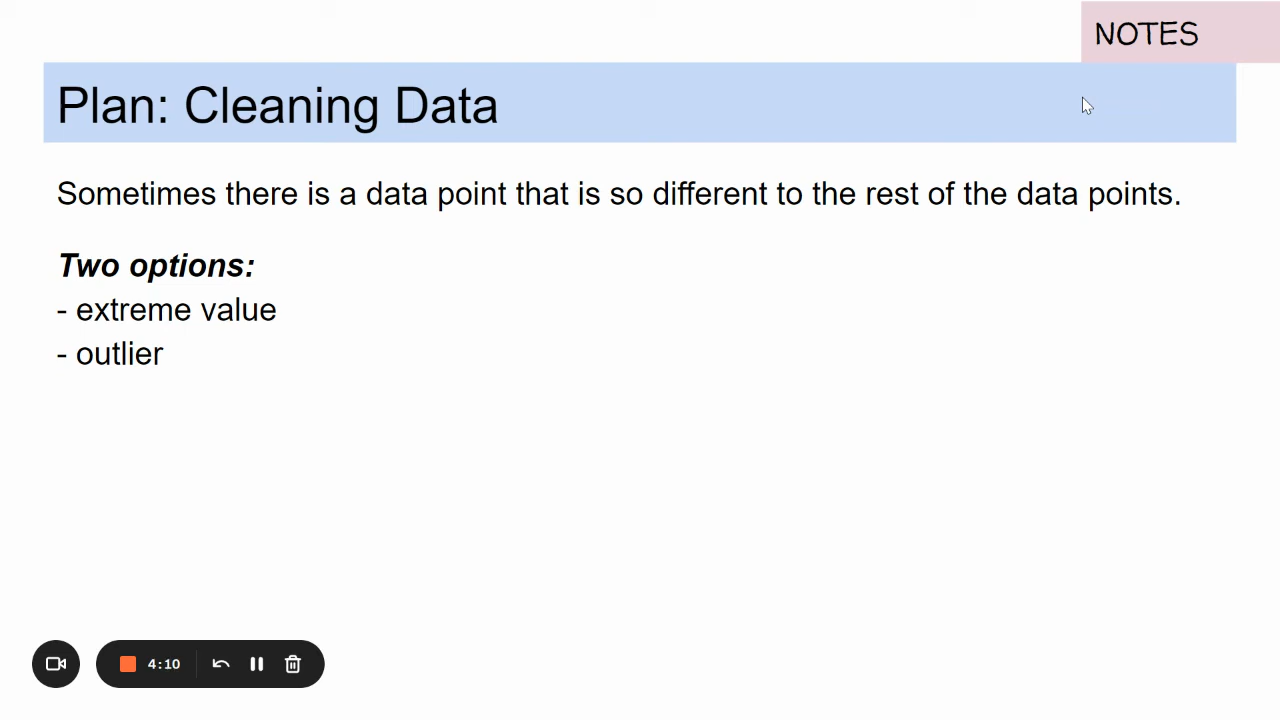 NOTES
Plan: Cleaning Data
Sometimes there is a data point that is so different to the rest of the data points.
Two options:
- extreme value
- outlier
4:10